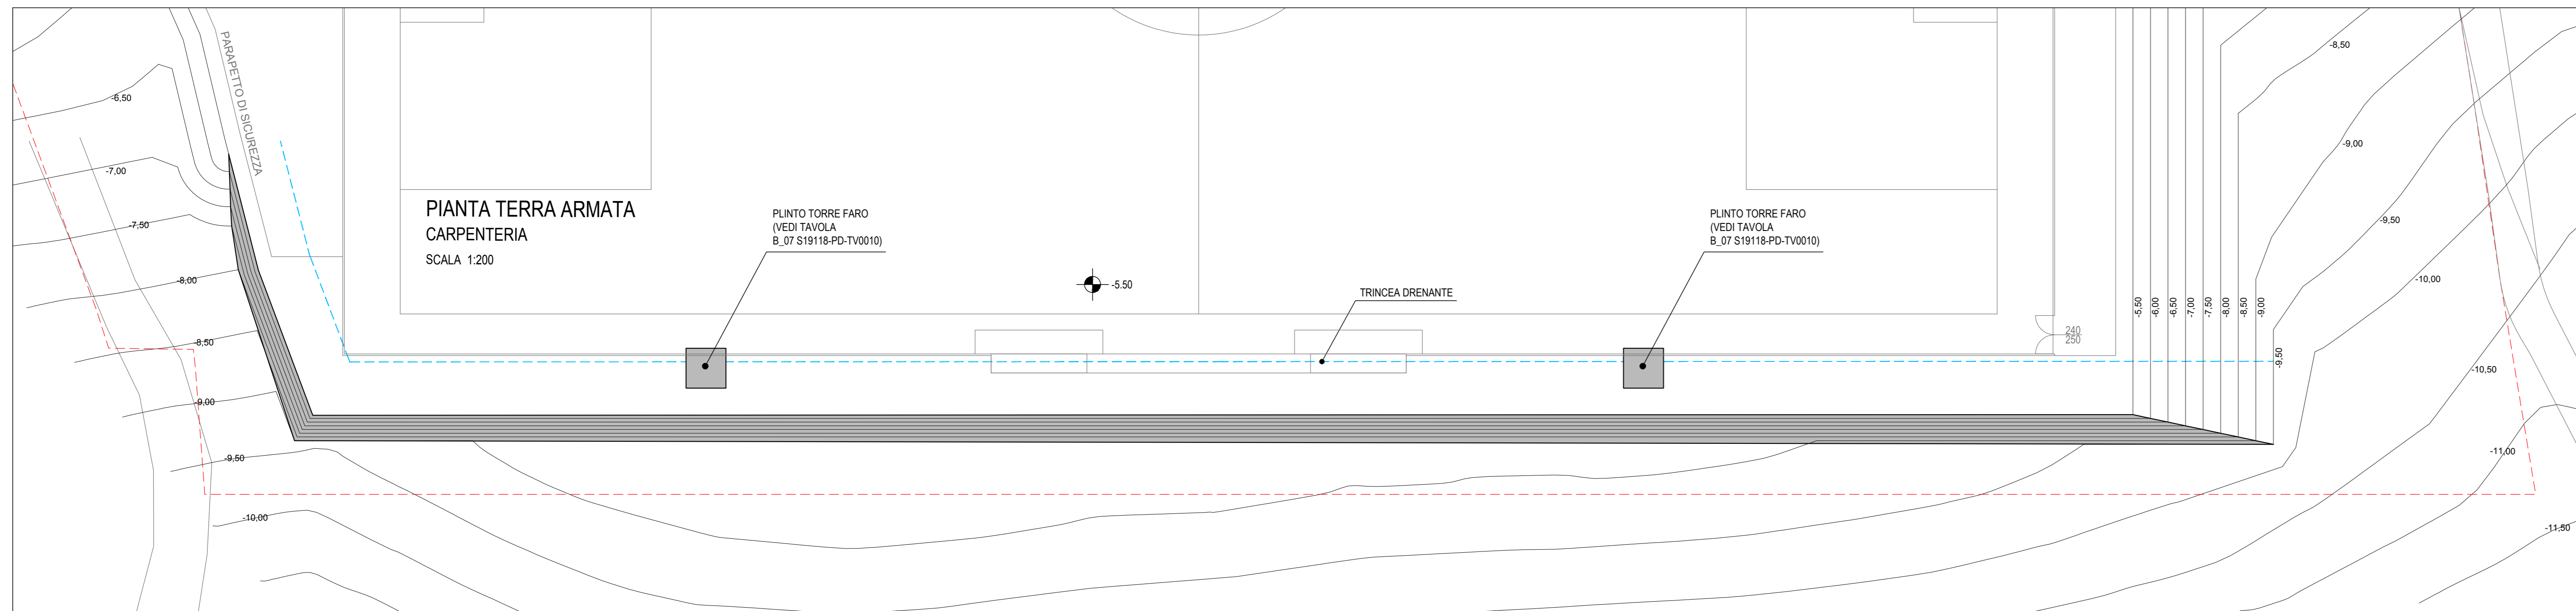 PARAPETTO DI SICUREZZA
-6,50
-7,00
-7,50
-8,00
-8,50
-9,00
-9,50
-10,00
PIANTA TERRA ARMATA
CARPENTERIA
SCALA 1:200
PLINTO TORRE FARO
(VEDI TAVOLA
B_07 S19118-PD-TV0010)
-5.50
TRINCEA DRENANTE
PLINTO TORRE FARO
(VEDI TAVOLA
B_07 S19118-PD-TV0010)
240
250
-5,50
-6,00
-6,50
-7,00
-7,50
-8,00
-8,50
-9,00
-9,50
-8,50
-9,00
-9,50
-10,00
-10,50
-11,00
-11,50